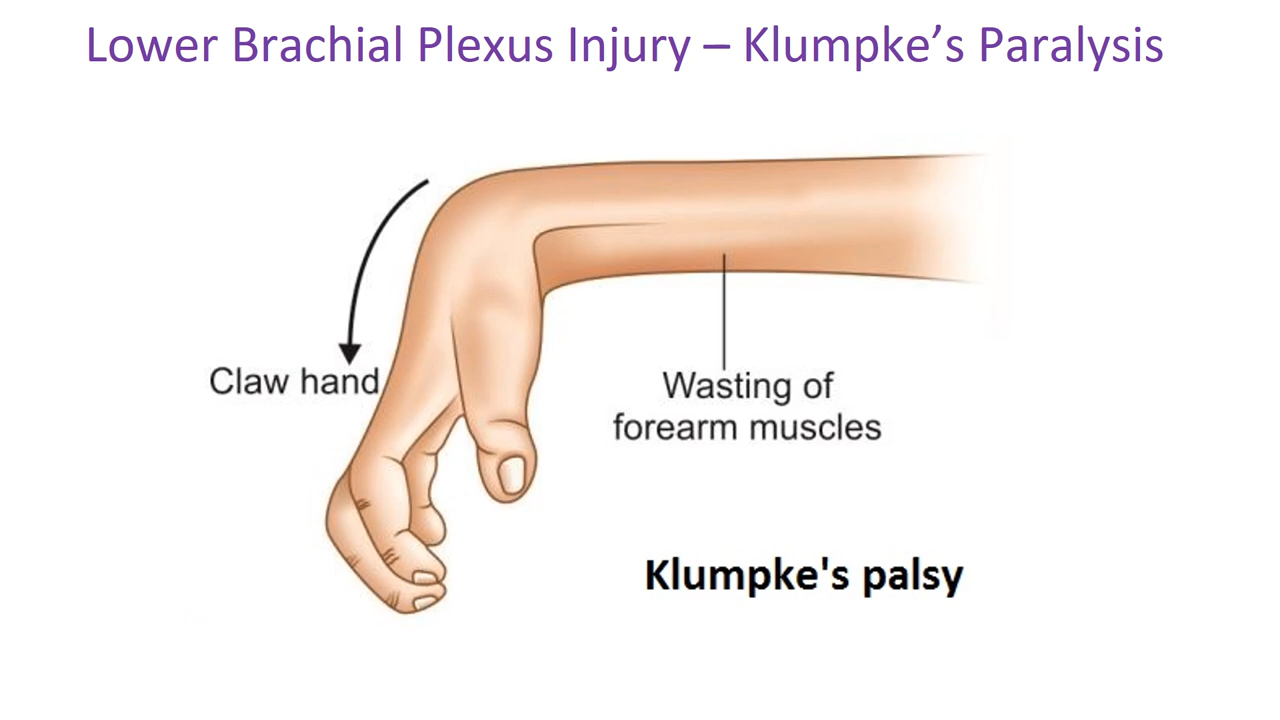 Lower Brachial Plexus Injury – Klumpke’s Paralysis
Claw hand
Wasting of
forearm muscles
Klumpke's palsy